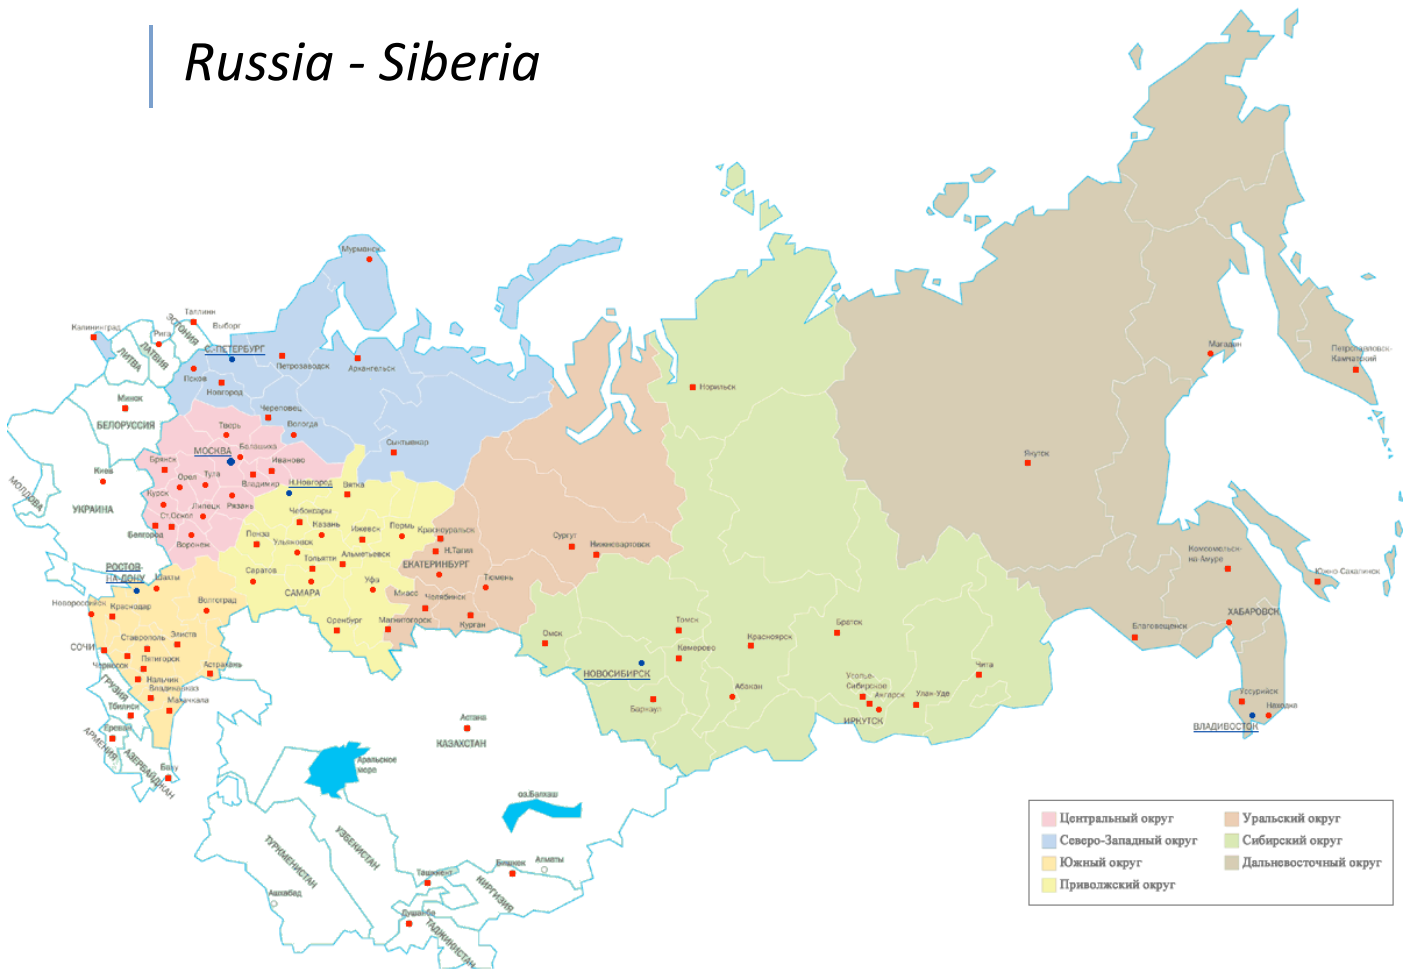 Russia - Siberia
Мурманск
Таллинн
Выборг
ЭСТОНИЯ
Калининград
Рига
ЛАТВИЯ
ЛИТВА
С.-ПЕТЕРБУРГ
Петрозаводск
Архангельск
Псков
Новгород
Норильск
Магадан
Петропавловск-
Камчатский
Минск
БЕЛОРУССИЯ
Череповец
Вологда
Тверь
Сыктывкар
Балашиха
МОСКВА
Брянск
Иваново
Якутск
Киев
Орел
Тула
Владимир
Н.Новгород
Вятка
МОЛДОВА
УКРАИНА
Курск
Липецк
Рязань
Ст.Оскол
Чебоксары
Казань
Белгород
Воронеж
Пенза
Ижевск
Пермь
Красноуральск
Ульяновск
Н.Тагил
Сургут
Нижневартовск
Тольятти
Альметьевск
ЕКАТЕРИНБУРГ
РОСТОВ-
НА-ДОНУ
Шахты
Саратов
САМАРА
Уфа
Тюмень
Комсомольск-
на-Амуре
Южно-Сахалинск
Новороссийск
Краснодар
Волгоград
Миасс
Челябинск
Оренбург
Магнитогорск
Курган
Томск
Братск
Благовещенск
ХАБАРОВСК
СОЧИ
Ставрополь
Элиста
Омск
Кемерово
Красноярск
Черкесск
Пятигорск
Астрахань
НОВОСИБИРСК
Чита
ГРУЗИЯ
Нальчик
Владикавказ
Махачкала
Барнаул
Абакан
Усолье-
Сибирское
Ангарск
Улан-Удэ
ИРКУТСК
Уссурийск
Находка
ВЛАДИВОСТОК
Тбилиси
Ереван
АРМЕНИЯ
АЗЕРБАЙДЖАН
Баку
Астана
КАЗАХСТАН
Аральское
море
оз.Балхаш
ТУРКМЕНИСТАН
УЗБЕКИСТАН
Ашхабад
Ташкент
Бишкек
Алматы
КИРГИЗИЯ
Душанбе
ТАДЖИКИСТАН
Центральный округ
Северо-Западный округ
Южный округ
Приволжский округ
Уральский округ
Сибирский округ
Дальневосточный округ